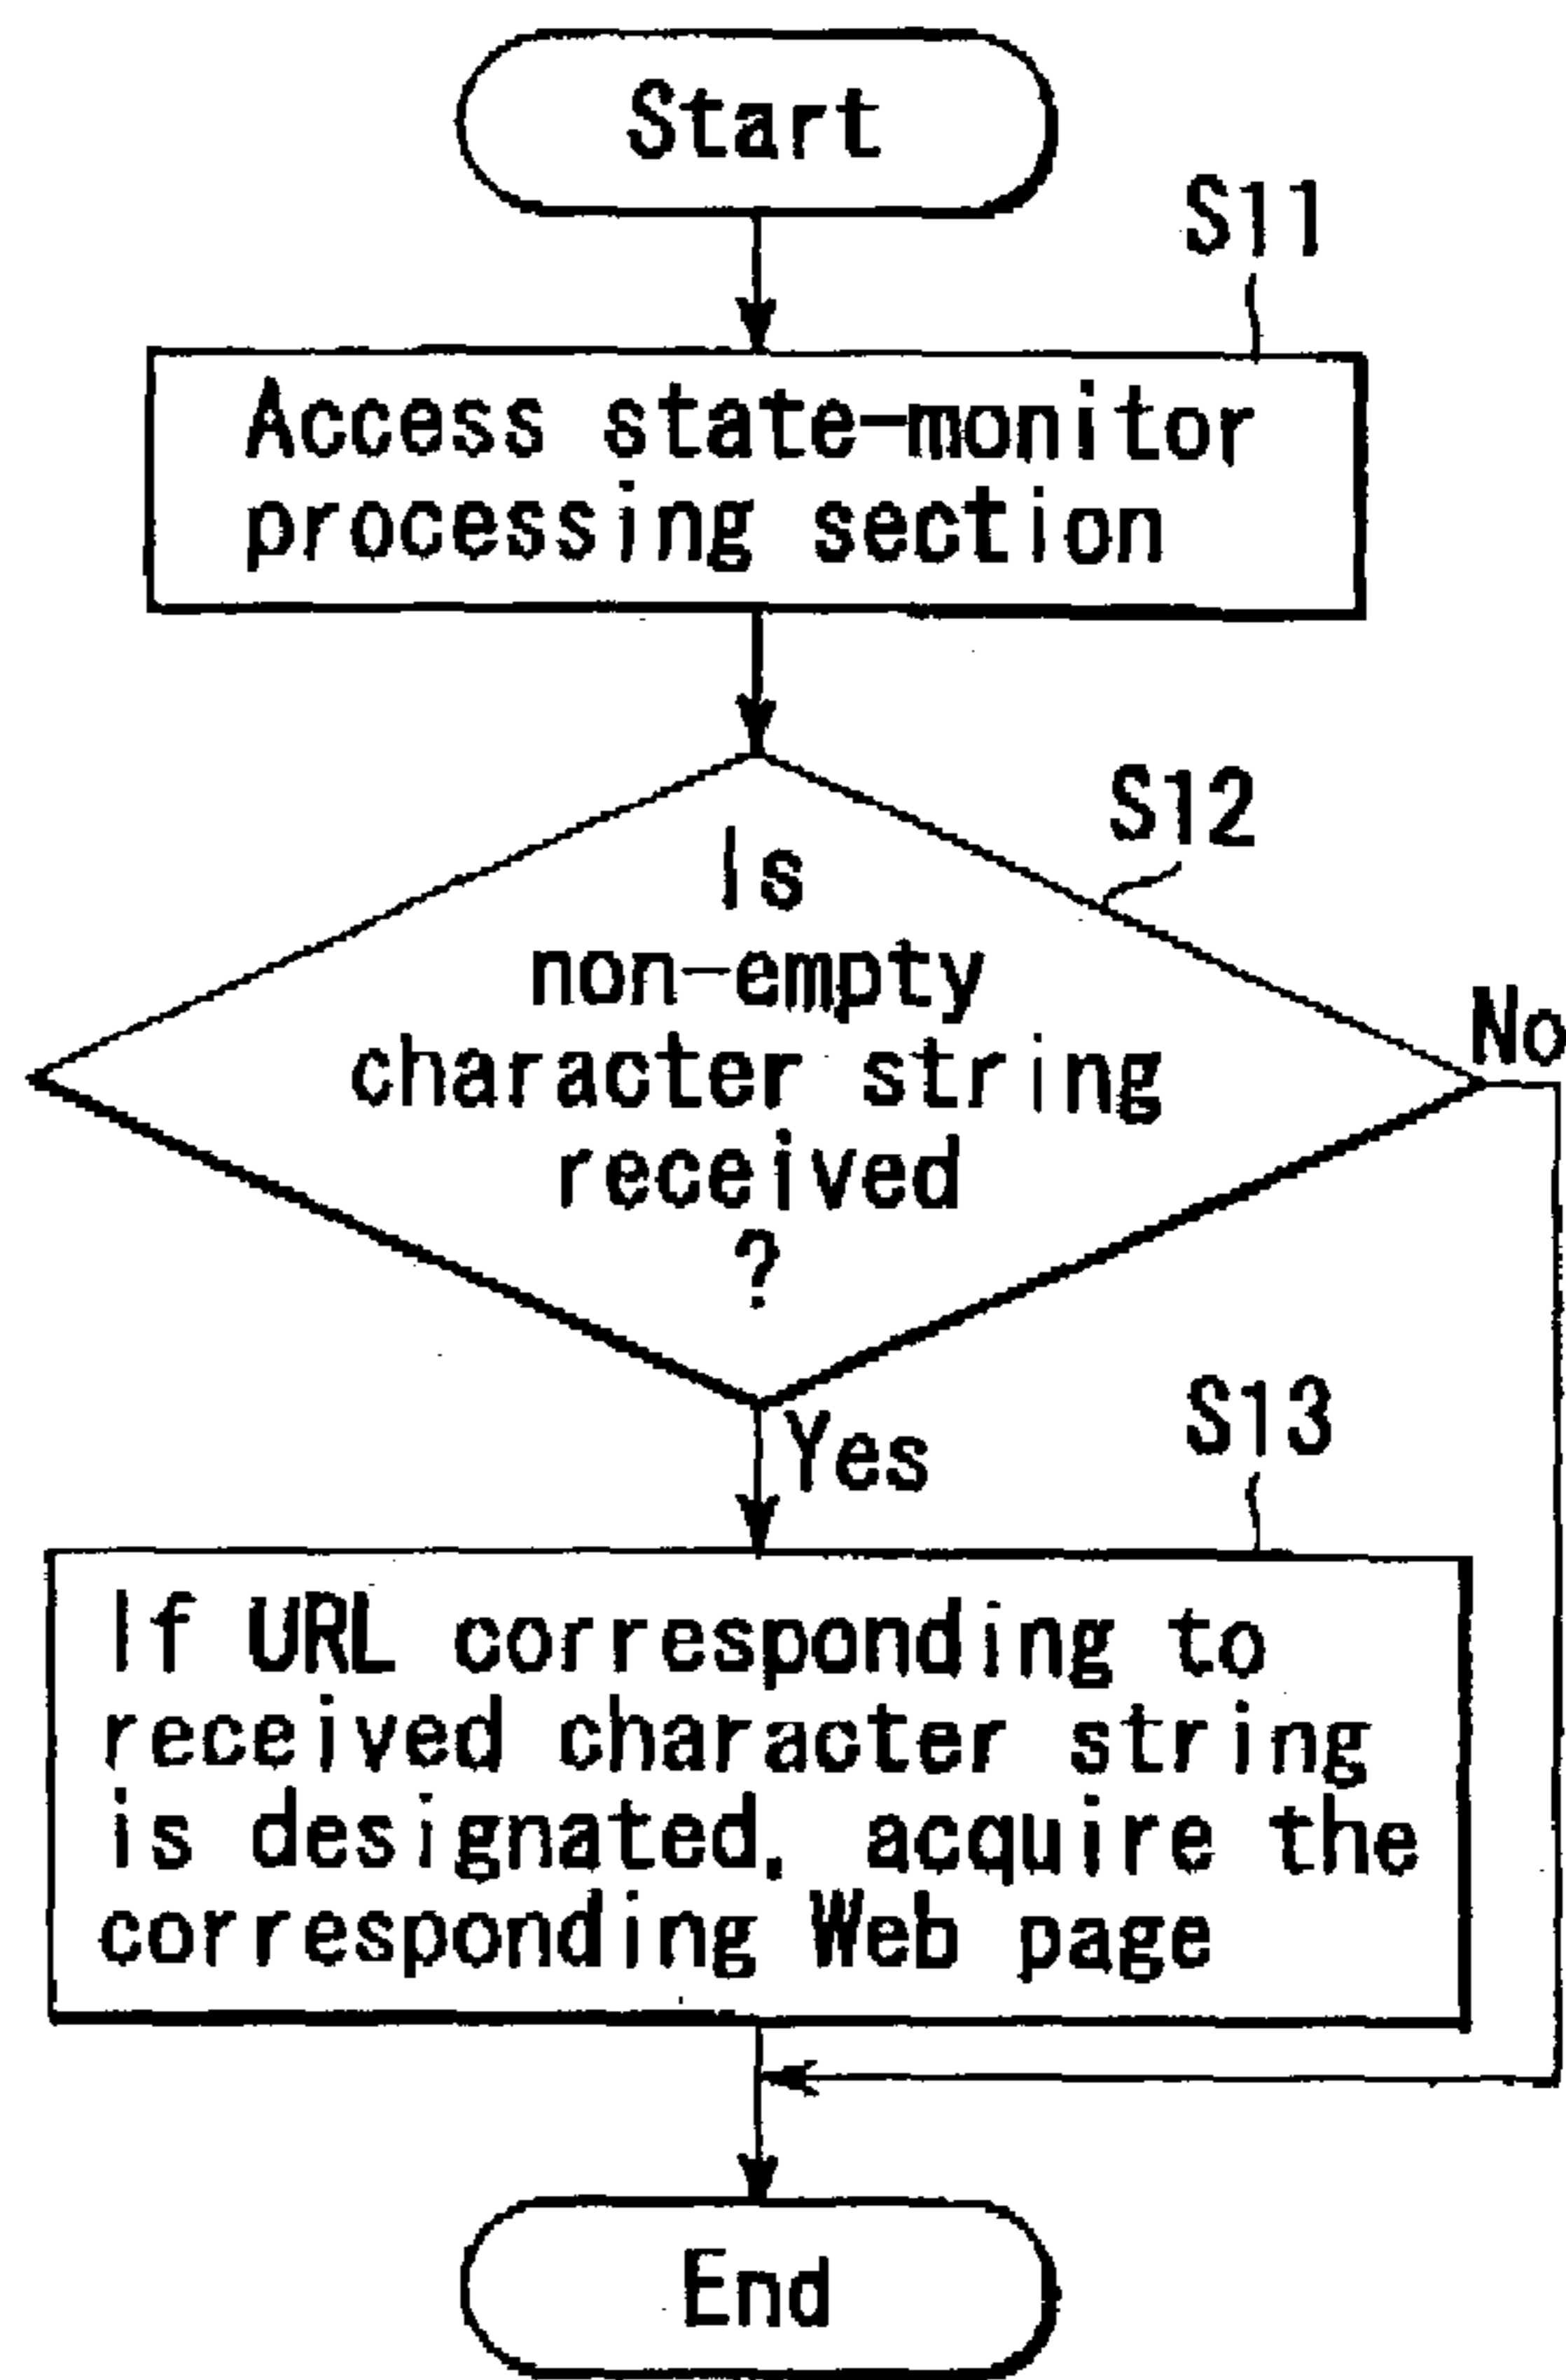 Start
S11
Access state-monitor
processing section
S12
Is
non-empty
character string
received
?
No
Yes
S13
If URL corresponding to
received character string
is designated, acquire the
corresponding Web page
End